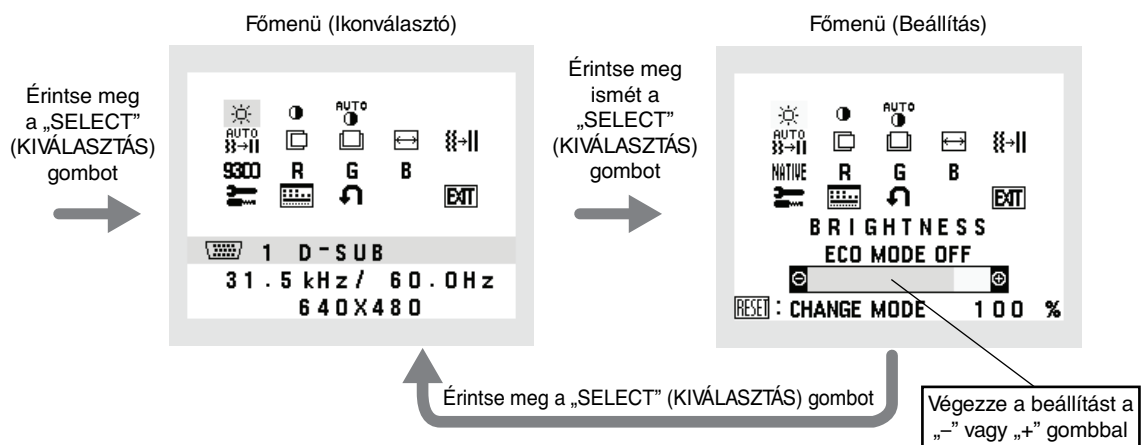 Főmenü (Ikonválasztó)
Főmenü (Beállítás)
Érintse meg
a „SELECT”
(KIVÁLASZTÁS)
gombot
AUTO
AUTO
9300 R G B
EXIT
1 D-SUB
31.5 kHz/ 60.0Hz
640X480
Érintse meg
ismét a
„SELECT”
(KIVÁLASZTÁS)
gombot
AUTO
AUTO
NATIVE R G B
EXIT
BRIGHTNESS
ECO MODE OFF
RESET : CHANGE MODE 100 %
Érintse meg a „SELECT” (KIVÁLASZTÁS) gombot
Végezze a beállítást a
„–” vagy „+” gombbal